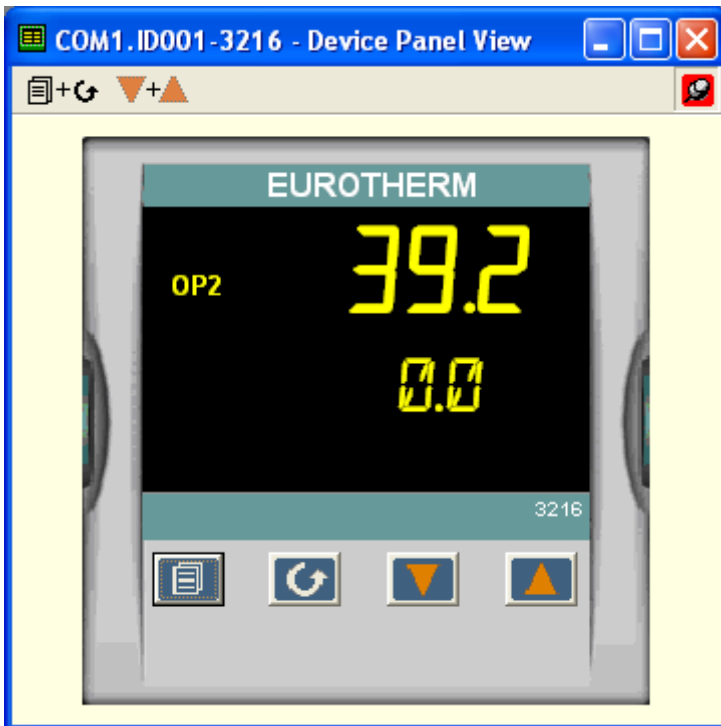 COM1.ID001-3216 - Device Panel View
+ +
EUROTHERM
39.2
OP2
0.0
3216